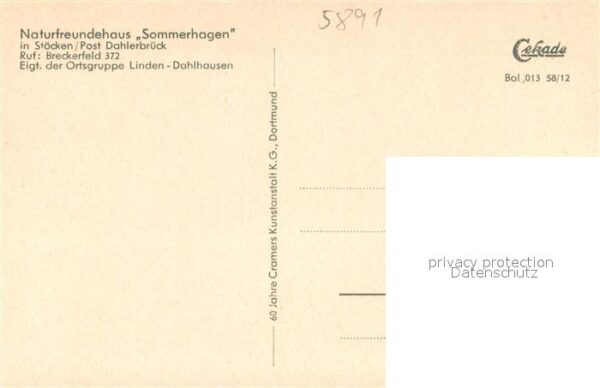 Naturfreundehaus „Sommerhagen"
in Stöcken/Post Dahlerbrück
Ruf: Breckerfeld 372
Eigt. der Ortsgruppe Linden-Dahlhausen
5891
Cekade
Bol 013 58/12
60 Jahre Cramers Kunstanstalt K.G., Dortmund
privacy protection
Datenschutz